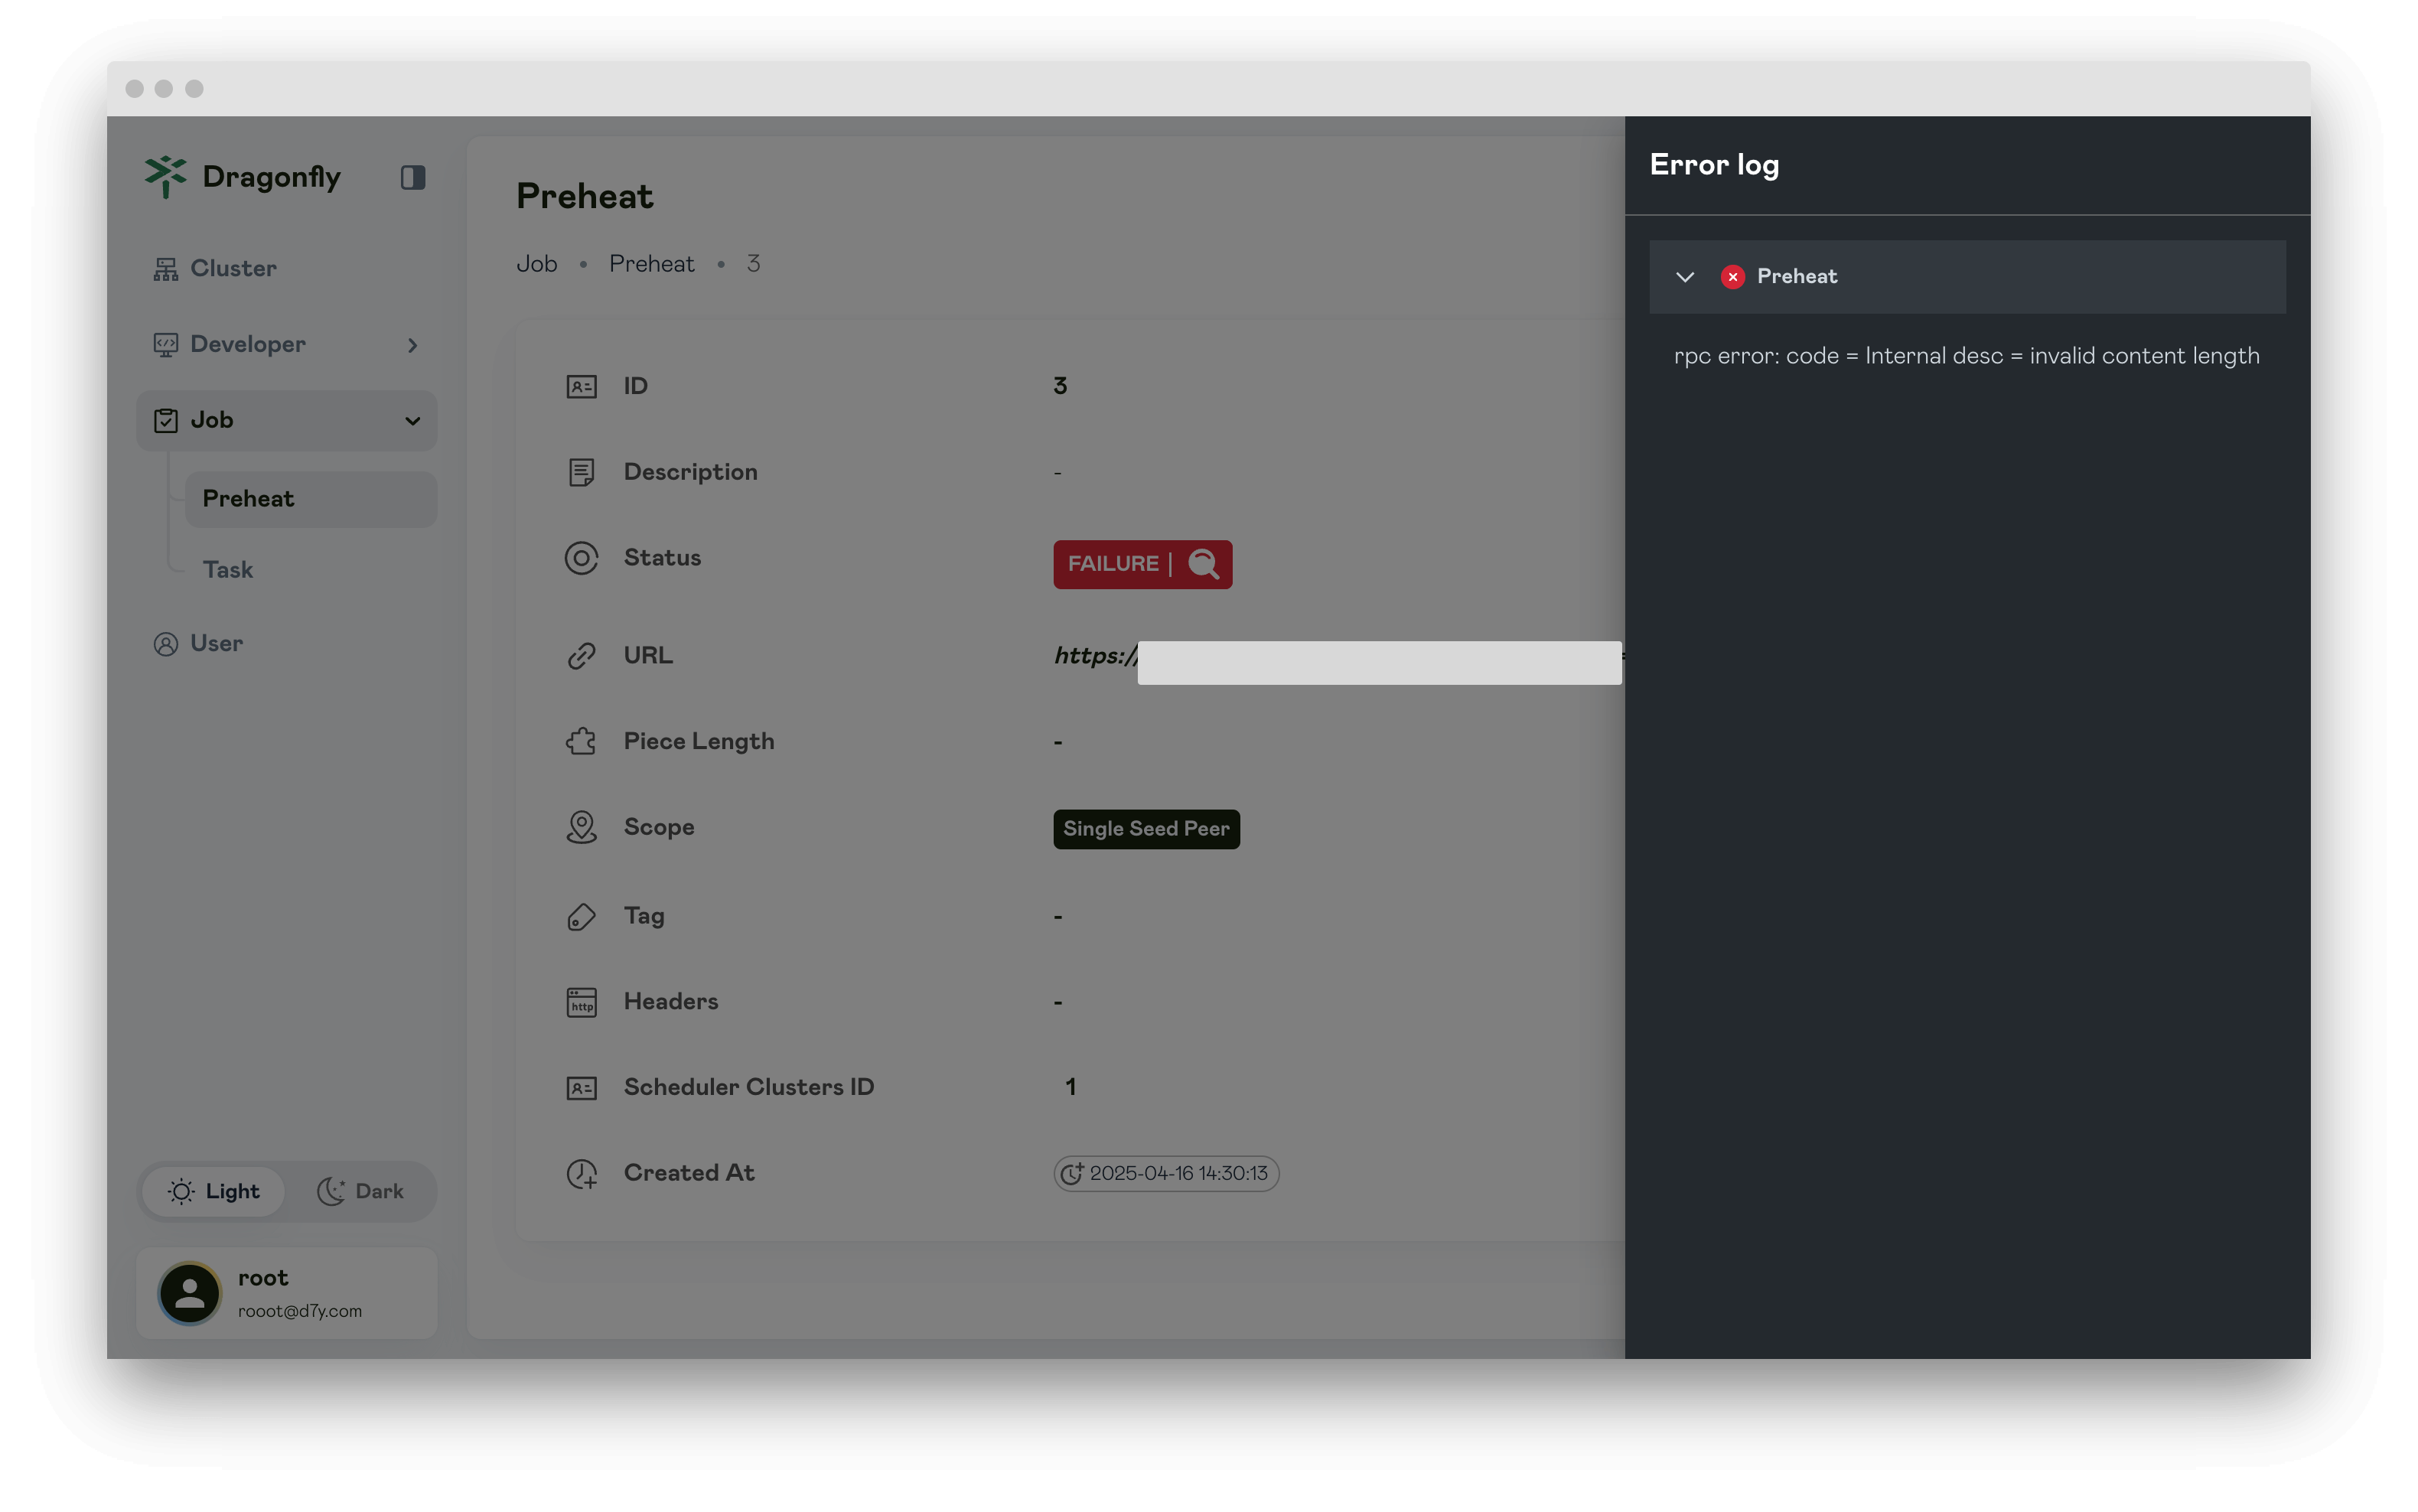 Dragonfly
Cluster
Developer
Job
Preheat
Task
User
Light
Dark
root
rooot@d7y.com
Preheat
Job • Preheat • 3
ID 3
Description -
Status FAILURE |
URL https://
Piece Length -
Scope Single Seed Peer
Tag -
http Headers -
Scheduler Clusters ID 1
Created At 2025-04-16 14:30:13
Error log
Preheat
rpc error: code = Internal desc = invalid content length